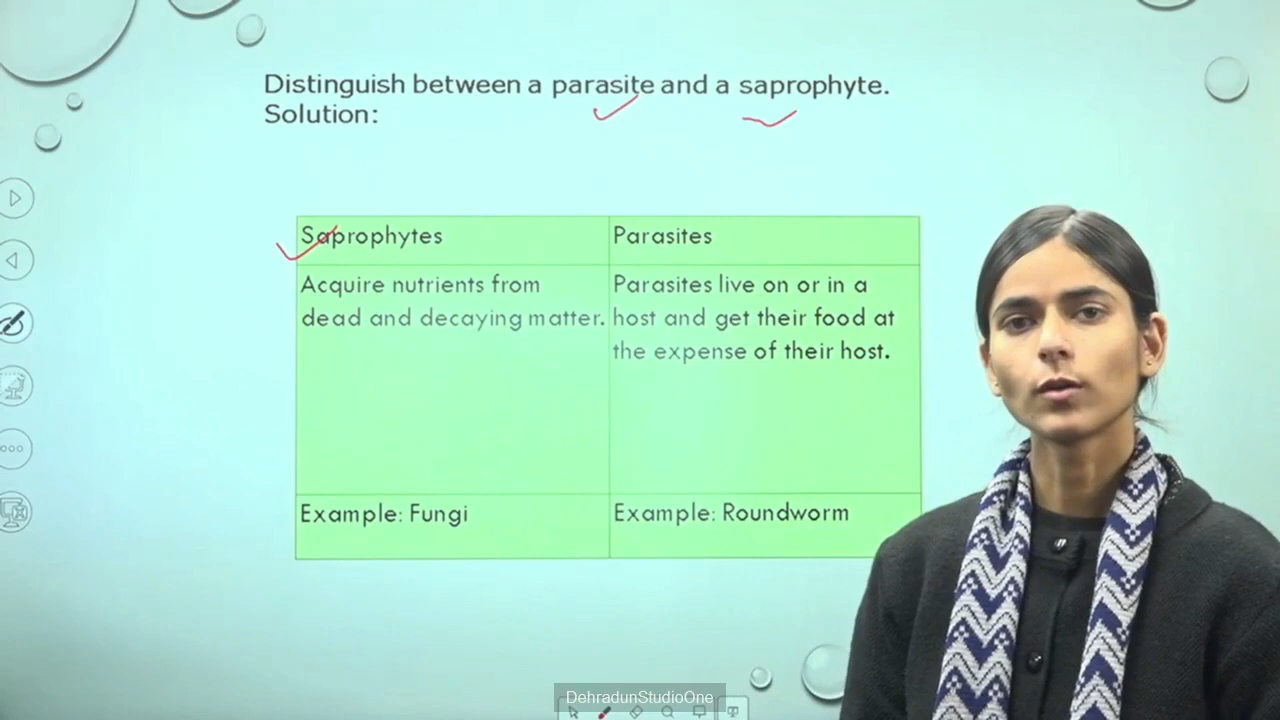 Distinguish between a parasite and a saprophyte.
Solution:
Saprophytes
Parasites
Acquire nutrients from
dead and decaying matter.
Parasites live on or in a
host and get their food at
the expense of their host.
Example: Fungi
Example: Roundworm
DehradunStudioOne